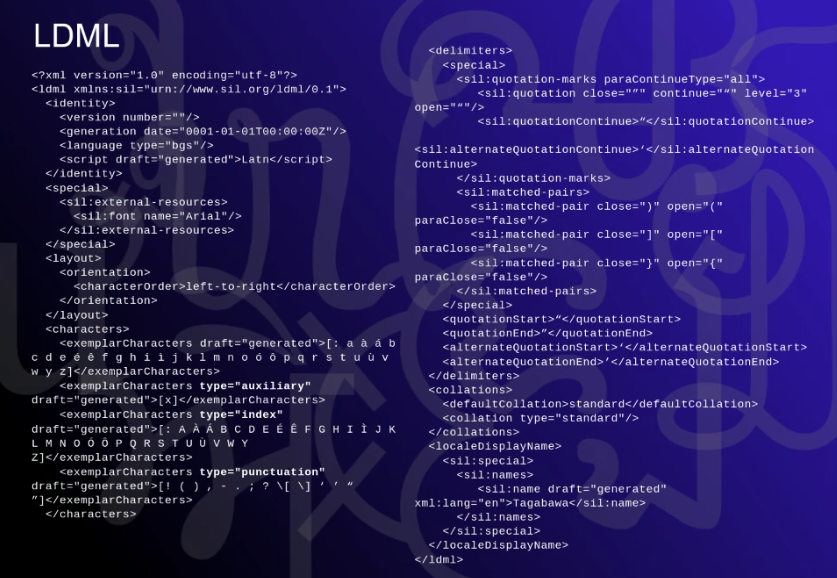 LDML
<?xml version="1.0" encoding="utf-8"?>
<ldml xmlns:sil="urn://www.sil.org/ldml/0.1">
<identity>
<version number=""/>
<generation date="0001-01-01T00:00:00Z"/>
<language type="bgs"/>
<script draft="generated">Latn</script>
</identity>
<special>
<sil:external-resources>
<sil:font name="Arial"/>
</sil:external-resources>
</special>
<layout>
<orientation>
<characterOrder>left-to-right</characterOrder>
</orientation>
</layout>
<characters>
<exemplarCharacters draft="generated">[: a à á b
c d e é ê f g h i ì j k l m n o ó ô p q r s t u ù v
w y z]</exemplarCharacters>
<exemplarCharacters type="auxiliary"
draft="generated">[x]</exemplarCharacters>
<exemplarCharacters type="index"
draft="generated">[: A À Á B C D E É Ê F G H I Ì J K
L M N O Ó Ô P Q R S T U Ù V W Y
Z]</exemplarCharacters>
<exemplarCharacters type="punctuation"
draft="generated">[! ( ) , - . ; ? \[ \] ‘ ’ “
”]</exemplarCharacters>
</characters>
<delimiters>
<special>
<sil:quotation-marks paraContinueType="all">
<sil:quotation close="”" continue="“" level="3"
open="“"/>
<sil:quotationContinue>“</sil:quotationContinue>
<sil:alternateQuotationContinue>‘</sil:alternateQuotation
Continue>
</sil:quotation-marks>
<sil:matched-pairs>
<sil:matched-pair close=")" open="("
paraClose="false"/>
<sil:matched-pair close="]" open="["
paraClose="false"/>
<sil:matched-pair close="}" open="{"
paraClose="false"/>
</sil:matched-pairs>
</special>
<quotationStart>“</quotationStart>
<quotationEnd>”</quotationEnd>
<alternateQuotationStart>‘</alternateQuotationStart>
<alternateQuotationEnd>’</alternateQuotationEnd>
</delimiters>
<collations>
<defaultCollation>standard</defaultCollation>
<collation type="standard"/>
</collations>
<localeDisplayName>
<sil:special>
<sil:names>
<sil:name draft="generated"
xml:lang="en">Tagabawa</sil:name>
</sil:names>
</sil:special>
</localeDisplayName>
</ldml>